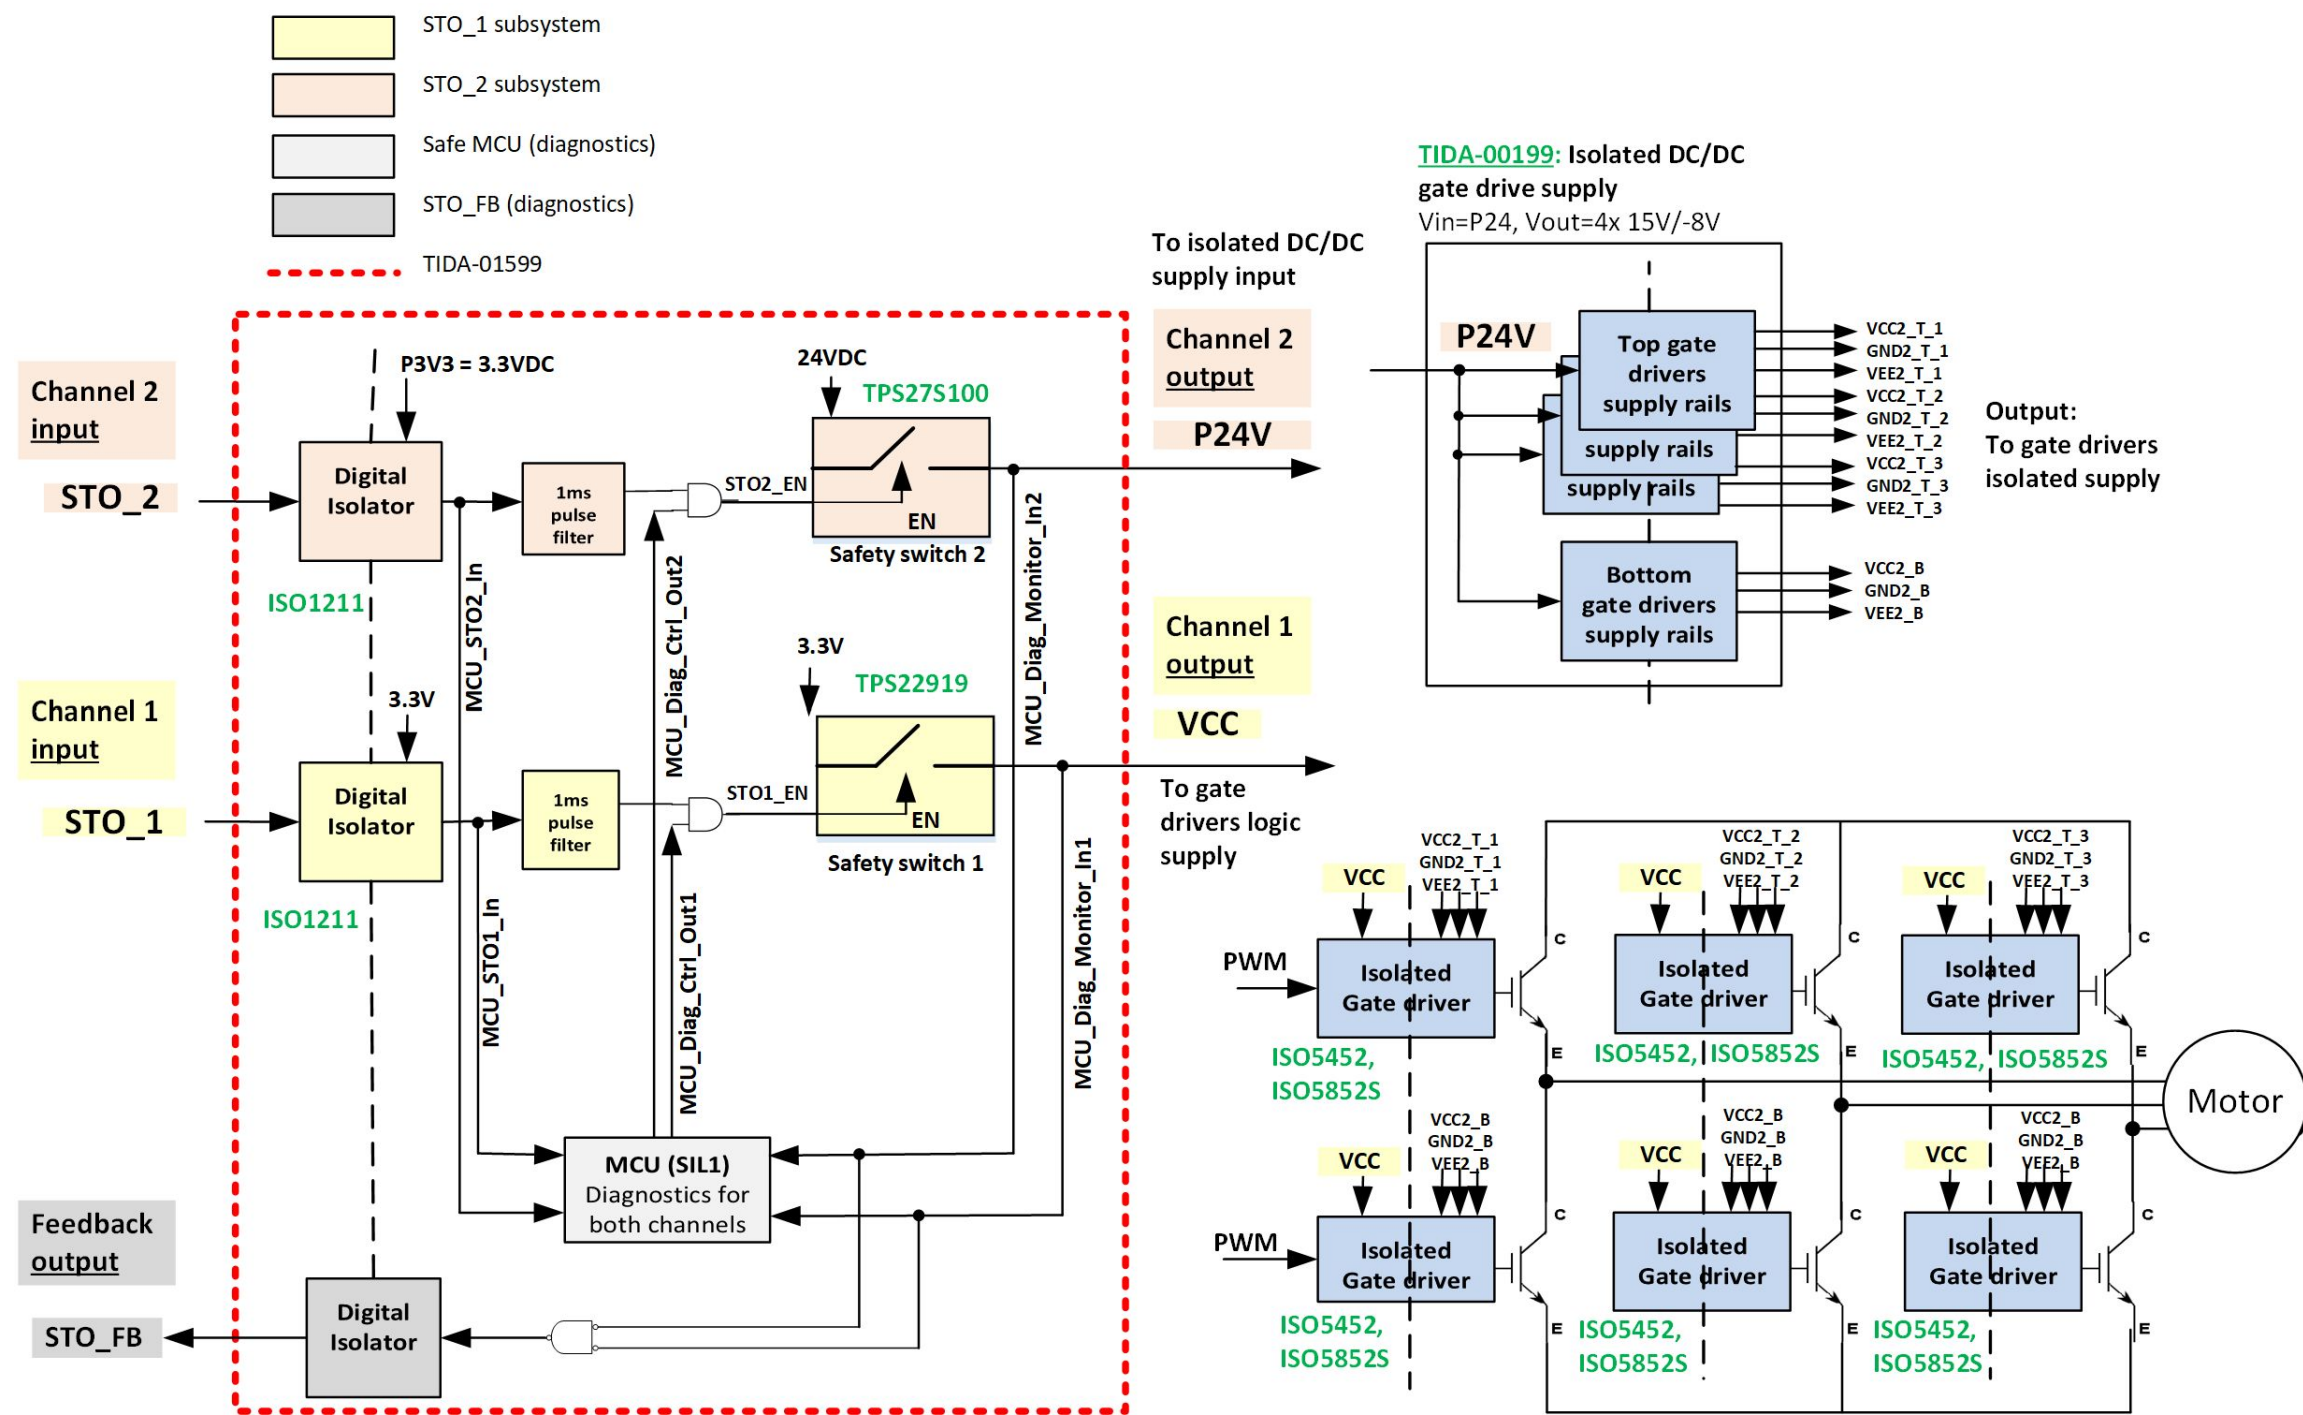 STO_1 subsystem
STO_2 subsystem
Safe MCU (diagnostics)
STO_FB (diagnostics)
TIDA-01599
Channel 2
input
STO_2
Channel 1
input
STO_1
Feedback
output
STO_FB
P3V3 = 3.3VDC
Digital
Isolator
ISO1211
1ms
pulse
filter
STO2_EN
24VDC
TPS27S100
EN
Safety switch 2
MCU_STO2_In
MCU_Diag_Ctrl_Out2
MCU_Diag_Monitor_In2
3.3V
Digital
Isolator
ISO1211
1ms
pulse
filter
STO1_EN
3.3V
TPS22919
EN
Safety switch 1
MCU_STO1_In
MCU_Diag_Ctrl_Out1
MCU_Diag_Monitor_In1
MCU (SIL1)
Diagnostics for
both channels
Digital
Isolator
To isolated DC/DC
supply input
Channel 2
output
P24V
Channel 1
output
VCC
To gate
drivers logic
supply
TIDA-00199: Isolated DC/DC
gate drive supply
Vin=P24, Vout=4x 15V/-8V
P24V
Top gate
drivers
supply rails
supply rails
supply rails
Bottom
gate drivers
supply rails
VCC2_T_1
GND2_T_1
VEE2_T_1
VCC2_T_2
GND2_T_2
VEE2_T_2
VCC2_T_3
GND2_T_3
VEE2_T_3
VCC2_B
GND2_B
VEE2_B
Output:
To gate drivers
isolated supply
VCC
VCC2_T_1
GND2_T_1
VEE2_T_1
PWM
Isolated
Gate driver
C
E
ISO5452,
ISO5852S
VCC
VCC2_T_2
GND2_T_2
VEE2_T_2
Isolated
Gate driver
C
E
ISO5452, ISO5852S
VCC
VCC2_T_3
GND2_T_3
VEE2_T_3
Isolated
Gate driver
C
E
ISO5452, ISO5852S
Motor
VCC
VCC2_B
GND2_B
VEE2_B
PWM
Isolated
Gate driver
C
E
ISO5452,
ISO5852S
VCC
VCC2_B
GND2_B
VEE2_B
Isolated
Gate driver
C
E
ISO5452,
ISO5852S
VCC
VCC2_B
GND2_B
VEE2_B
Isolated
Gate driver
C
E
ISO5452,
ISO5852S